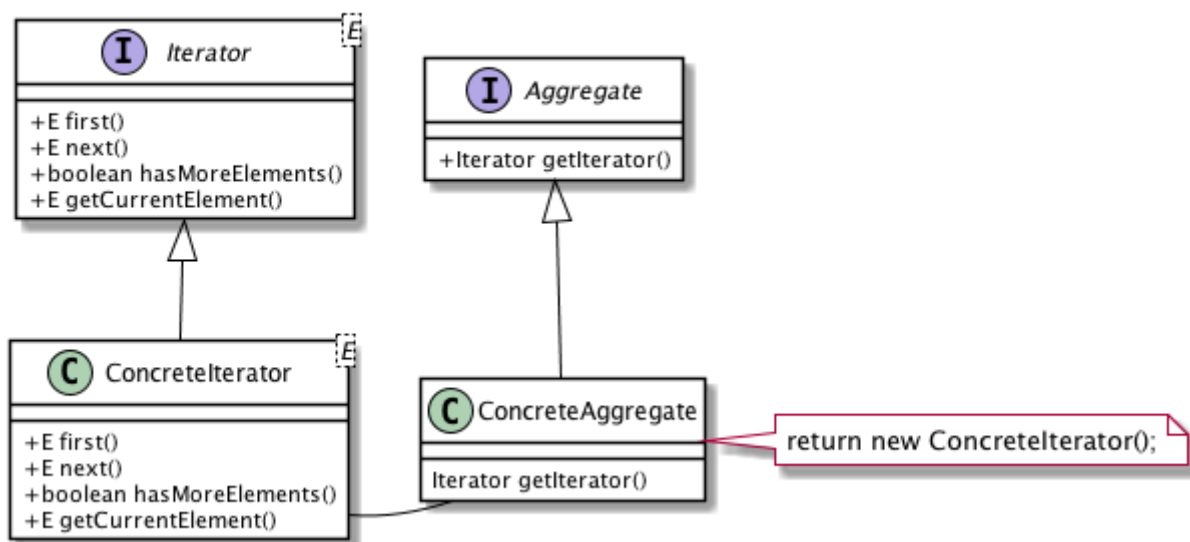 E
I Iterator
+E first()
+E next()
+boolean hasMoreElements()
+E getCurrentElement()
I Aggregate
+Iterator getIterator()
E
C ConcreteIterator
+E first()
+E next()
+boolean hasMoreElements()
+E getCurrentElement()
C ConcreteAggregate
Iterator getIterator()
return new ConcreteIterator();